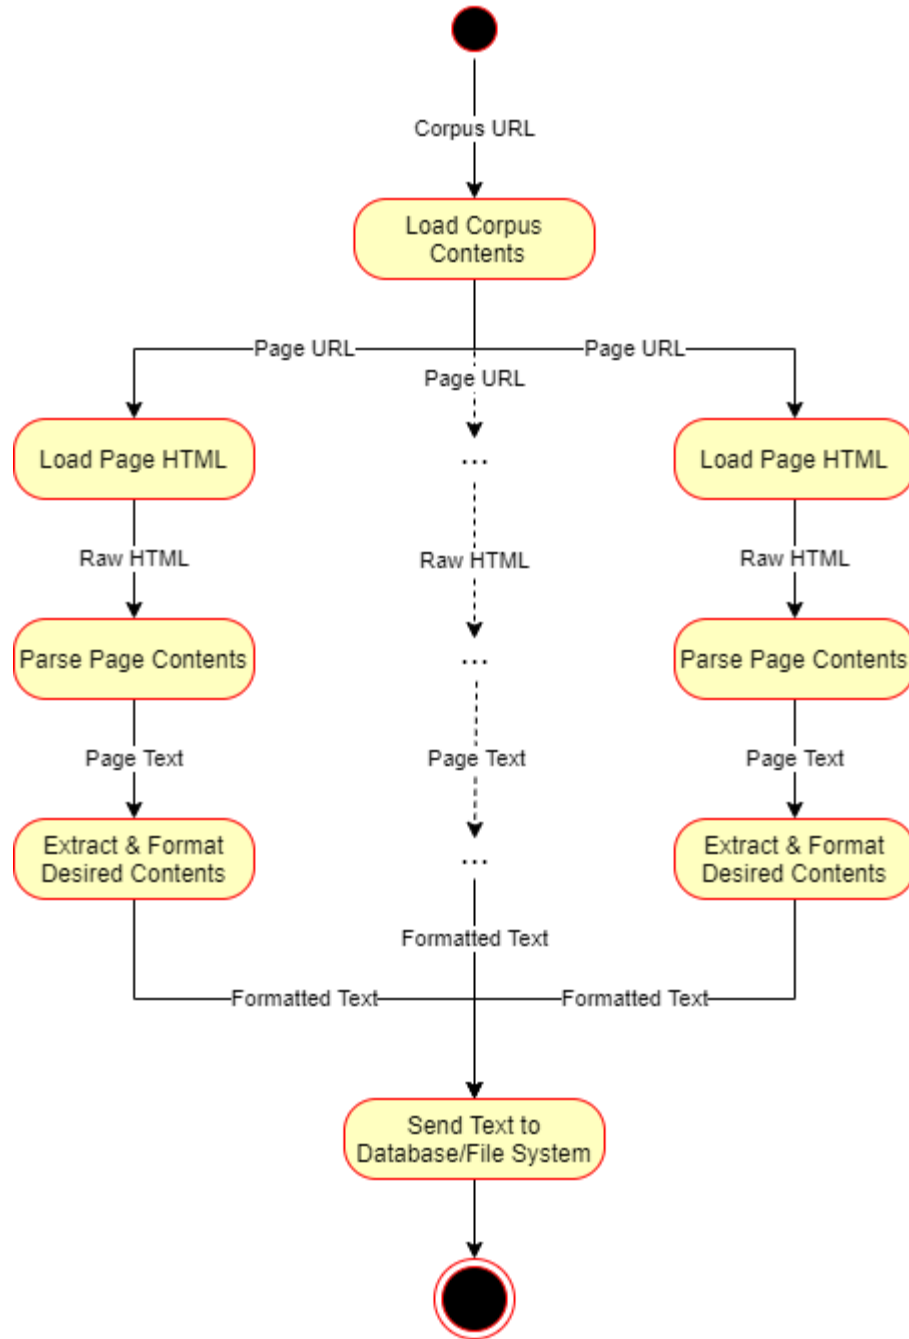 Corpus URL
Load Corpus
Contents
Page URL
Page URL
Page URL
Load Page HTML
...
Load Page HTML
Raw HTML
Raw HTML
Raw HTML
Parse Page Contents
...
Parse Page Contents
Page Text
Page Text
Page Text
Extract & Format
Desired Contents
...
Extract & Format
Desired Contents
Formatted Text
Formatted Text
Formatted Text
Send Text to
Database/File System